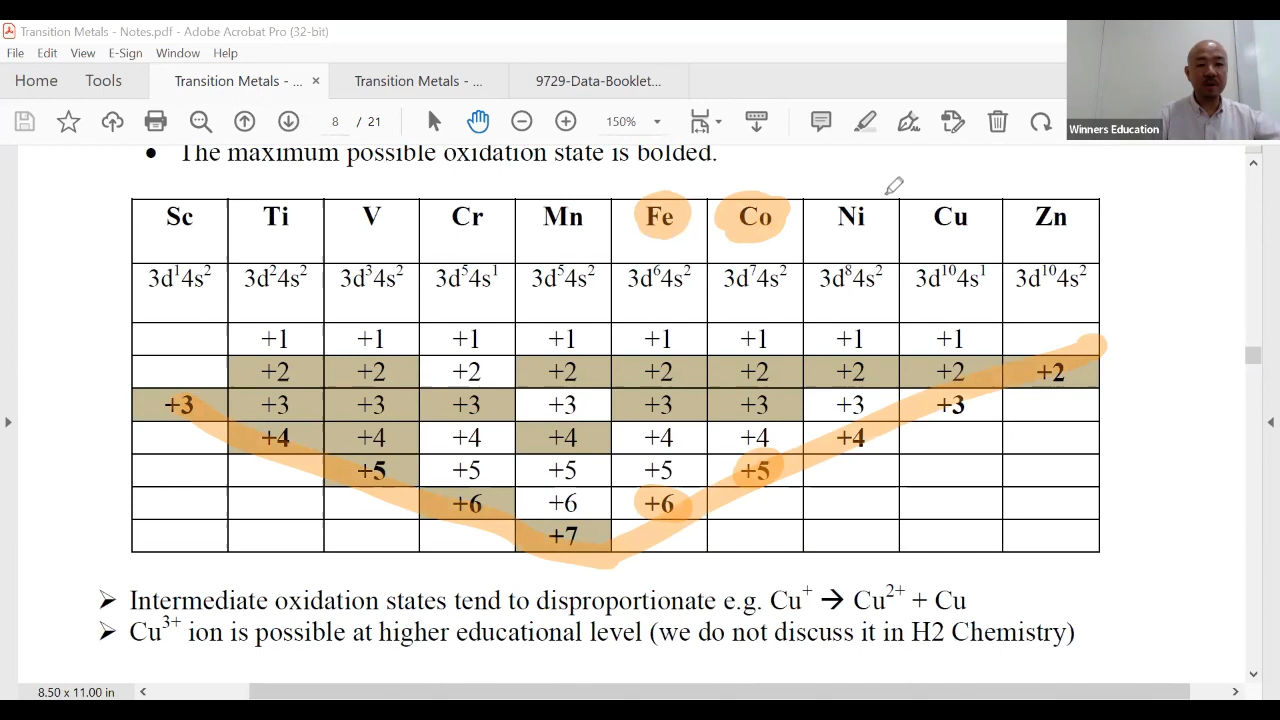 Transition Metals - Notes.pdf - Adobe Acrobat Pro (32-bit)
File Edit View E-Sign Window Help
Home Tools Transition Metals - ... × Transition Metals - ... 9729-Data-Booklet...
8 / 21 150%
Winners Education
• The maximum possible oxidation state is bolded.
Sc Ti V Cr Mn Fe Co Ni Cu Zn
3d¹4s² 3d²4s² 3d³4s² 3d⁵4s¹ 3d⁵4s² 3d⁶4s² 3d⁷4s² 3d⁸4s² 3d¹⁰4s¹ 3d¹⁰4s²
+1 +1 +1 +1 +1 +1 +1 +1
+2 +2 +2 +2 +2 +2 +2 +2 +2
+3 +3 +3 +3 +3 +3 +3 +3 +3
+4 +4 +4 +4 +4 +4 +4
+5 +5 +5 +5 +5
+6 +6 +6
+7
➢ Intermediate oxidation states tend to disproportionate e.g. Cu⁺ ➔ Cu²⁺ + Cu
➢ Cu³⁺ ion is possible at higher educational level (we do not discuss it in H2 Chemistry)
8.50 x 11.00 in